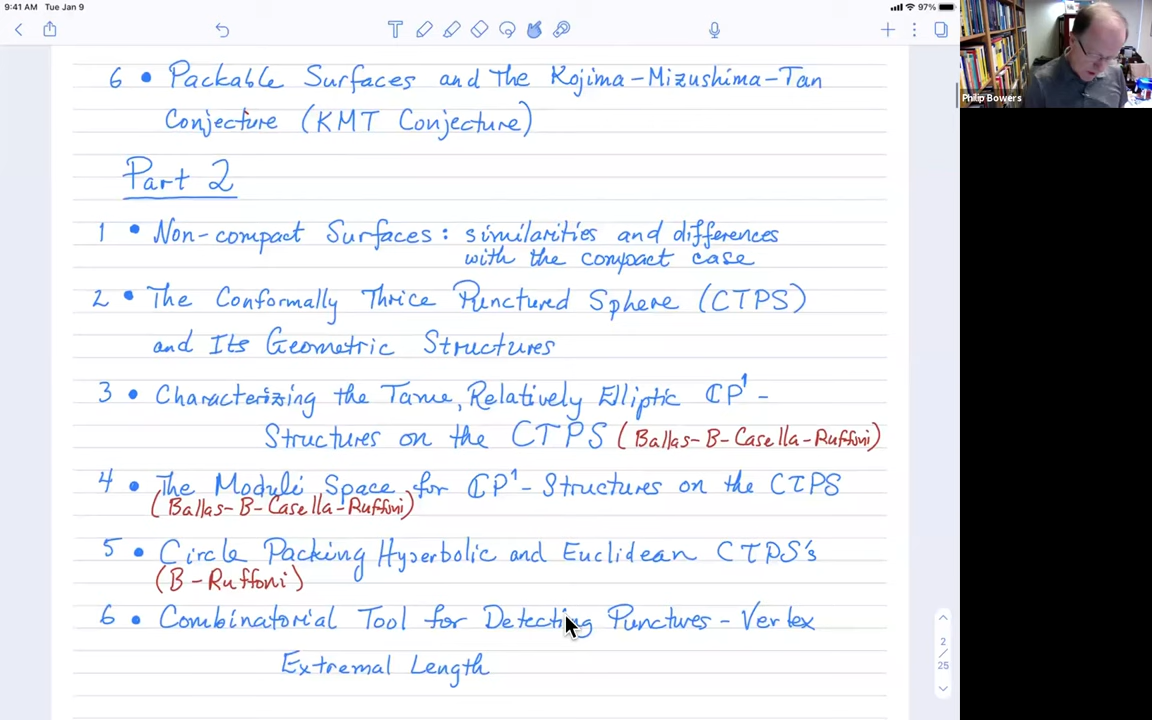 9:41 AM Tue Jan 9
97%
T
Philip Bowers
6 • Packable Surfaces and The Kojima-Mizushima-Tan
Conjecture (KMT Conjecture)
Part 2
1 • Non-compact Surfaces: similarities and differences
with the compact case
2 • The Conformally Thrice Punctured Sphere (CTPS)
and Its Geometric Structures
3 • Characterizing the Tame, Relatively Elliptic ℂP¹-
Structures on the CTPS (Ballas-B-Casella-Ruffoni)
4 • The Moduli Space for ℂP¹-Structures on the CTPS
(Ballas-B-Casella-Ruffoni)
5 • Circle Packing Hyperbolic and Euclidean CTPS's
(B-Ruffoni)
6 • Combinatorial Tool for Detecting Punctures - Vertex
Extremal Length
2
/
25